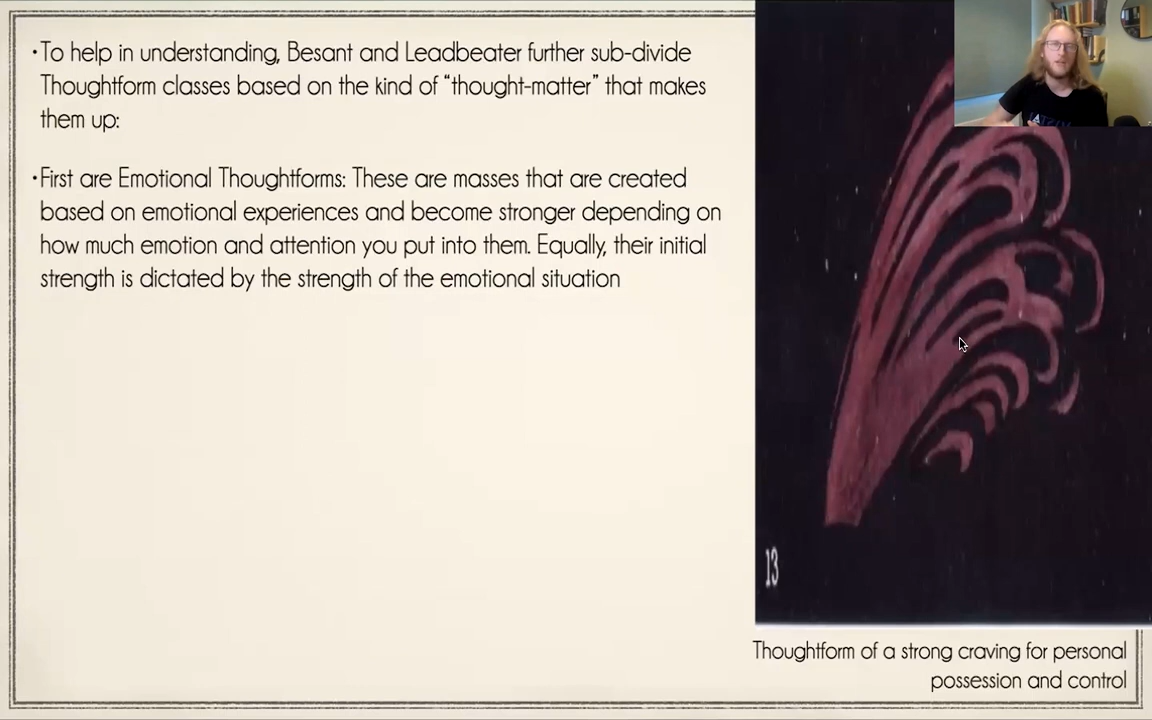 •To help in understanding, Besant and Leadbeater further sub-divide
Thoughtform classes based on the kind of “thought-matter” that makes
them up:
•First are Emotional Thoughtforms: These are masses that are created
based on emotional experiences and become stronger depending on
how much emotion and attention you put into them. Equally, their initial
strength is dictated by the strength of the emotional situation
13
Thoughtform of a strong craving for personal
possession and control